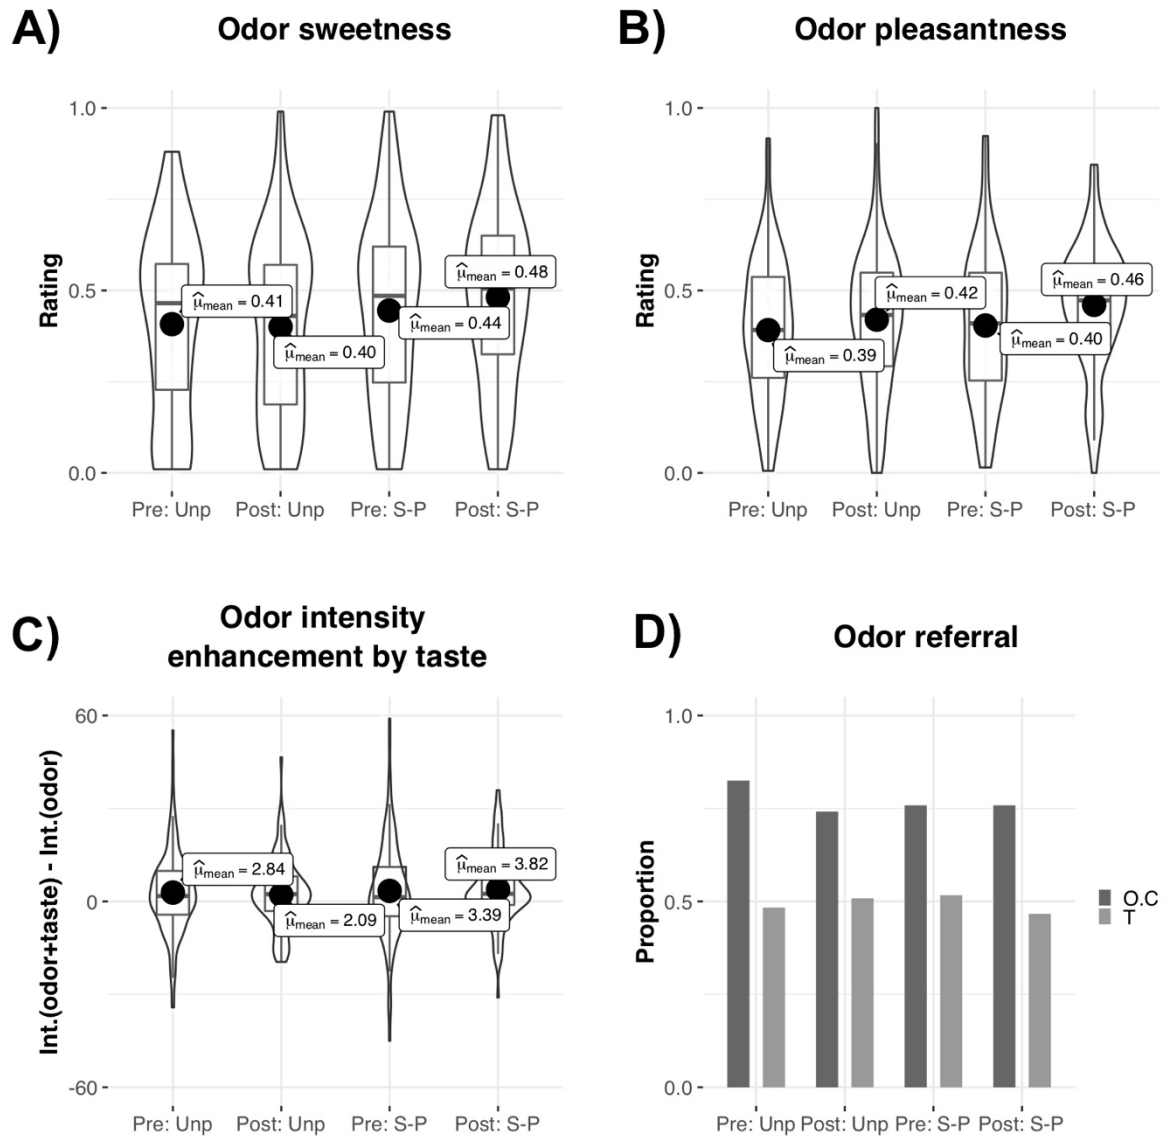 A)
Odor sweetness
Rating
1.0
0.5
0.0
μ̂mean = 0.41
μ̂mean = 0.40
μ̂mean = 0.44
μ̂mean = 0.48
Pre: Unp Post: Unp Pre: S-P Post: S-P
B)
Odor pleasantness
Rating
1.0
0.5
0.0
μ̂mean = 0.39
μ̂mean = 0.42
μ̂mean = 0.40
μ̂mean = 0.46
Pre: Unp Post: Unp Pre: S-P Post: S-P
C)
Odor intensity
enhancement by taste
Int.(odor+taste) - Int.(odor)
60
0
-60
μ̂mean = 2.84
μ̂mean = 2.09
μ̂mean = 3.39
μ̂mean = 3.82
Pre: Unp Post: Unp Pre: S-P Post: S-P
D)
Odor referral
Proportion
1.0
0.5
0.0
Pre: Unp Post: Unp Pre: S-P Post: S-P
O.C
T